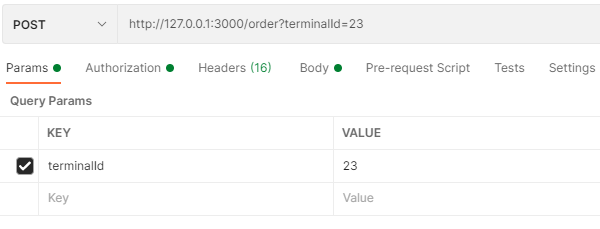 POST http://127.0.0.1:3000/order?terminalId=23
Params Authorization Headers (16) Body Pre-request Script Tests Settings
Query Params
KEY VALUE
terminalId 23
Key Value